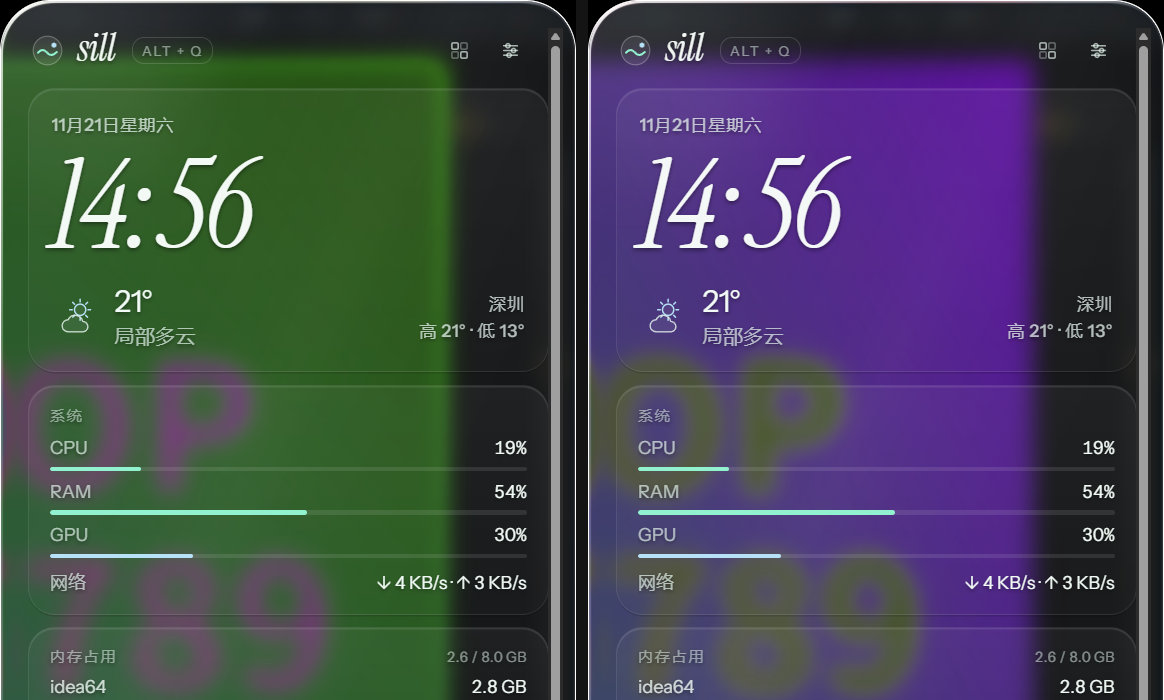 sill ALT + Q
11月21日星期六
14:56
21°
局部多云
深圳
高 21° · 低 13°
OP
系统
CPU 19%
RAM 54%
GPU 30%
789
网络 ↓ 4 KB/s · ↑ 3 KB/s
内存占用 2.6 / 8.0 GB
idea64 2.8 GB
sill ALT + Q
11月21日星期六
14:56
21°
局部多云
深圳
高 21° · 低 13°
OP
系统
CPU 19%
RAM 54%
GPU 30%
789
网络 ↓ 4 KB/s · ↑ 3 KB/s
内存占用 2.6 / 8.0 GB
idea64 2.8 GB